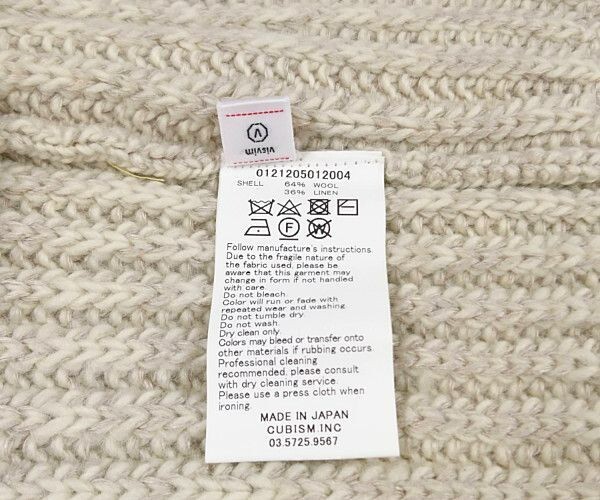 visvim
V
0121205012004
SHELL 64% WOOL
36% LINEN
F
W
Follow manufacture's instructions.
Due to the fragile nature of
the fabric used, please be
aware that this garment may
change in form if not handled
with care.
Do not bleach.
Color will run or fade with
repeated wear and washing.
Do not tumble dry.
Do not wash.
Dry clean only.
Colors may bleed or transfer onto
other materials if rubbing occurs.
Professional cleaning
recommended, please consult
with dry cleaning service.
Please use a press cloth when
ironing.
MADE IN JAPAN
CUBISM.INC
03.5725.9567